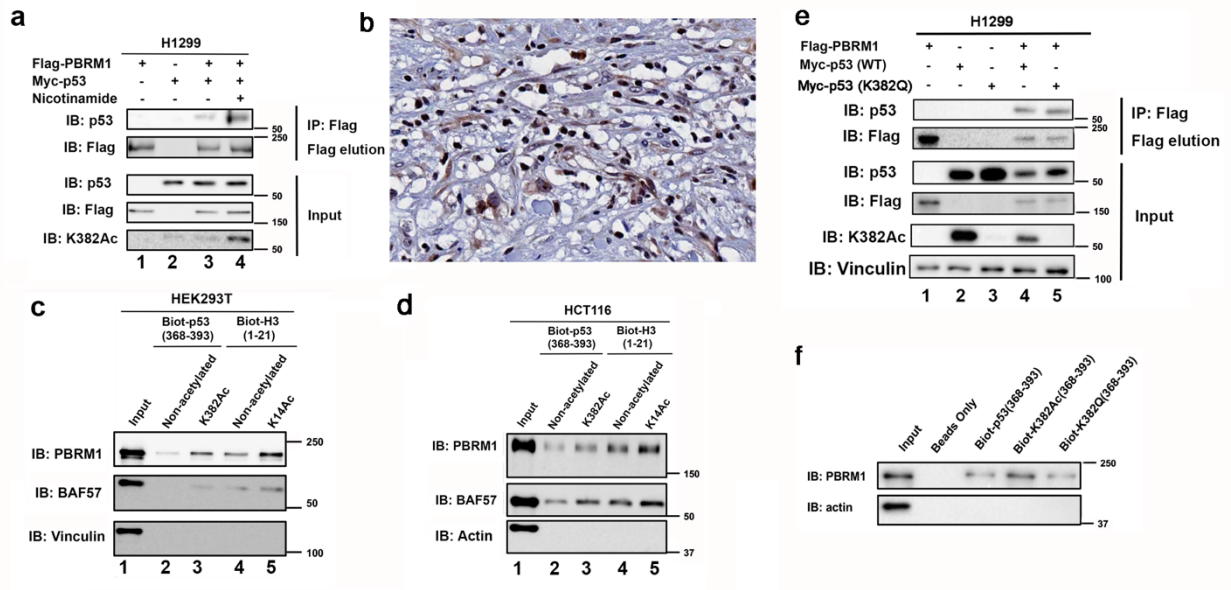 a
H1299
Flag-PBRM1 + - + +
Myc-p53 - + + +
Nicotinamide - - - +
IB: p53
50
IP: Flag
250
IB: Flag
Flag elution
IB: p53
50
IB: Flag
150
Input
IB: K382Ac
50
1 2 3 4
b
c
HEK293T
Biot-p53 Biot-H3
(368-393) (1-21)
Input
Non-acetylated
K382Ac
Non-acetylated
K14Ac
250
IB: PBRM1
IB: BAF57
50
IB: Vinculin
100
1 2 3 4 5
d
HCT116
Biot-p53 Biot-H3
(368-393) (1-21)
Input
Non-acetylated
K382Ac
Non-acetylated
K14Ac
IB: PBRM1
150
IB: BAF57
50
IB: Actin
37
1 2 3 4 5
e
H1299
Flag-PBRM1 + - - + +
Myc-p53 (WT) - + - + -
Myc-p53 (K382Q) - - + - +
IB: p53
50
IP: Flag
250
IB: Flag
Flag elution
IB: p53
50
IB: Flag
150
Input
IB: K382Ac
50
IB: Vinculin
100
1 2 3 4 5
f
Input
Beads Only
Biot-p53(368-393)
Biot-K382Ac(368-393)
Biot-K382Q(368-393)
250
IB: PBRM1
IB: actin
37